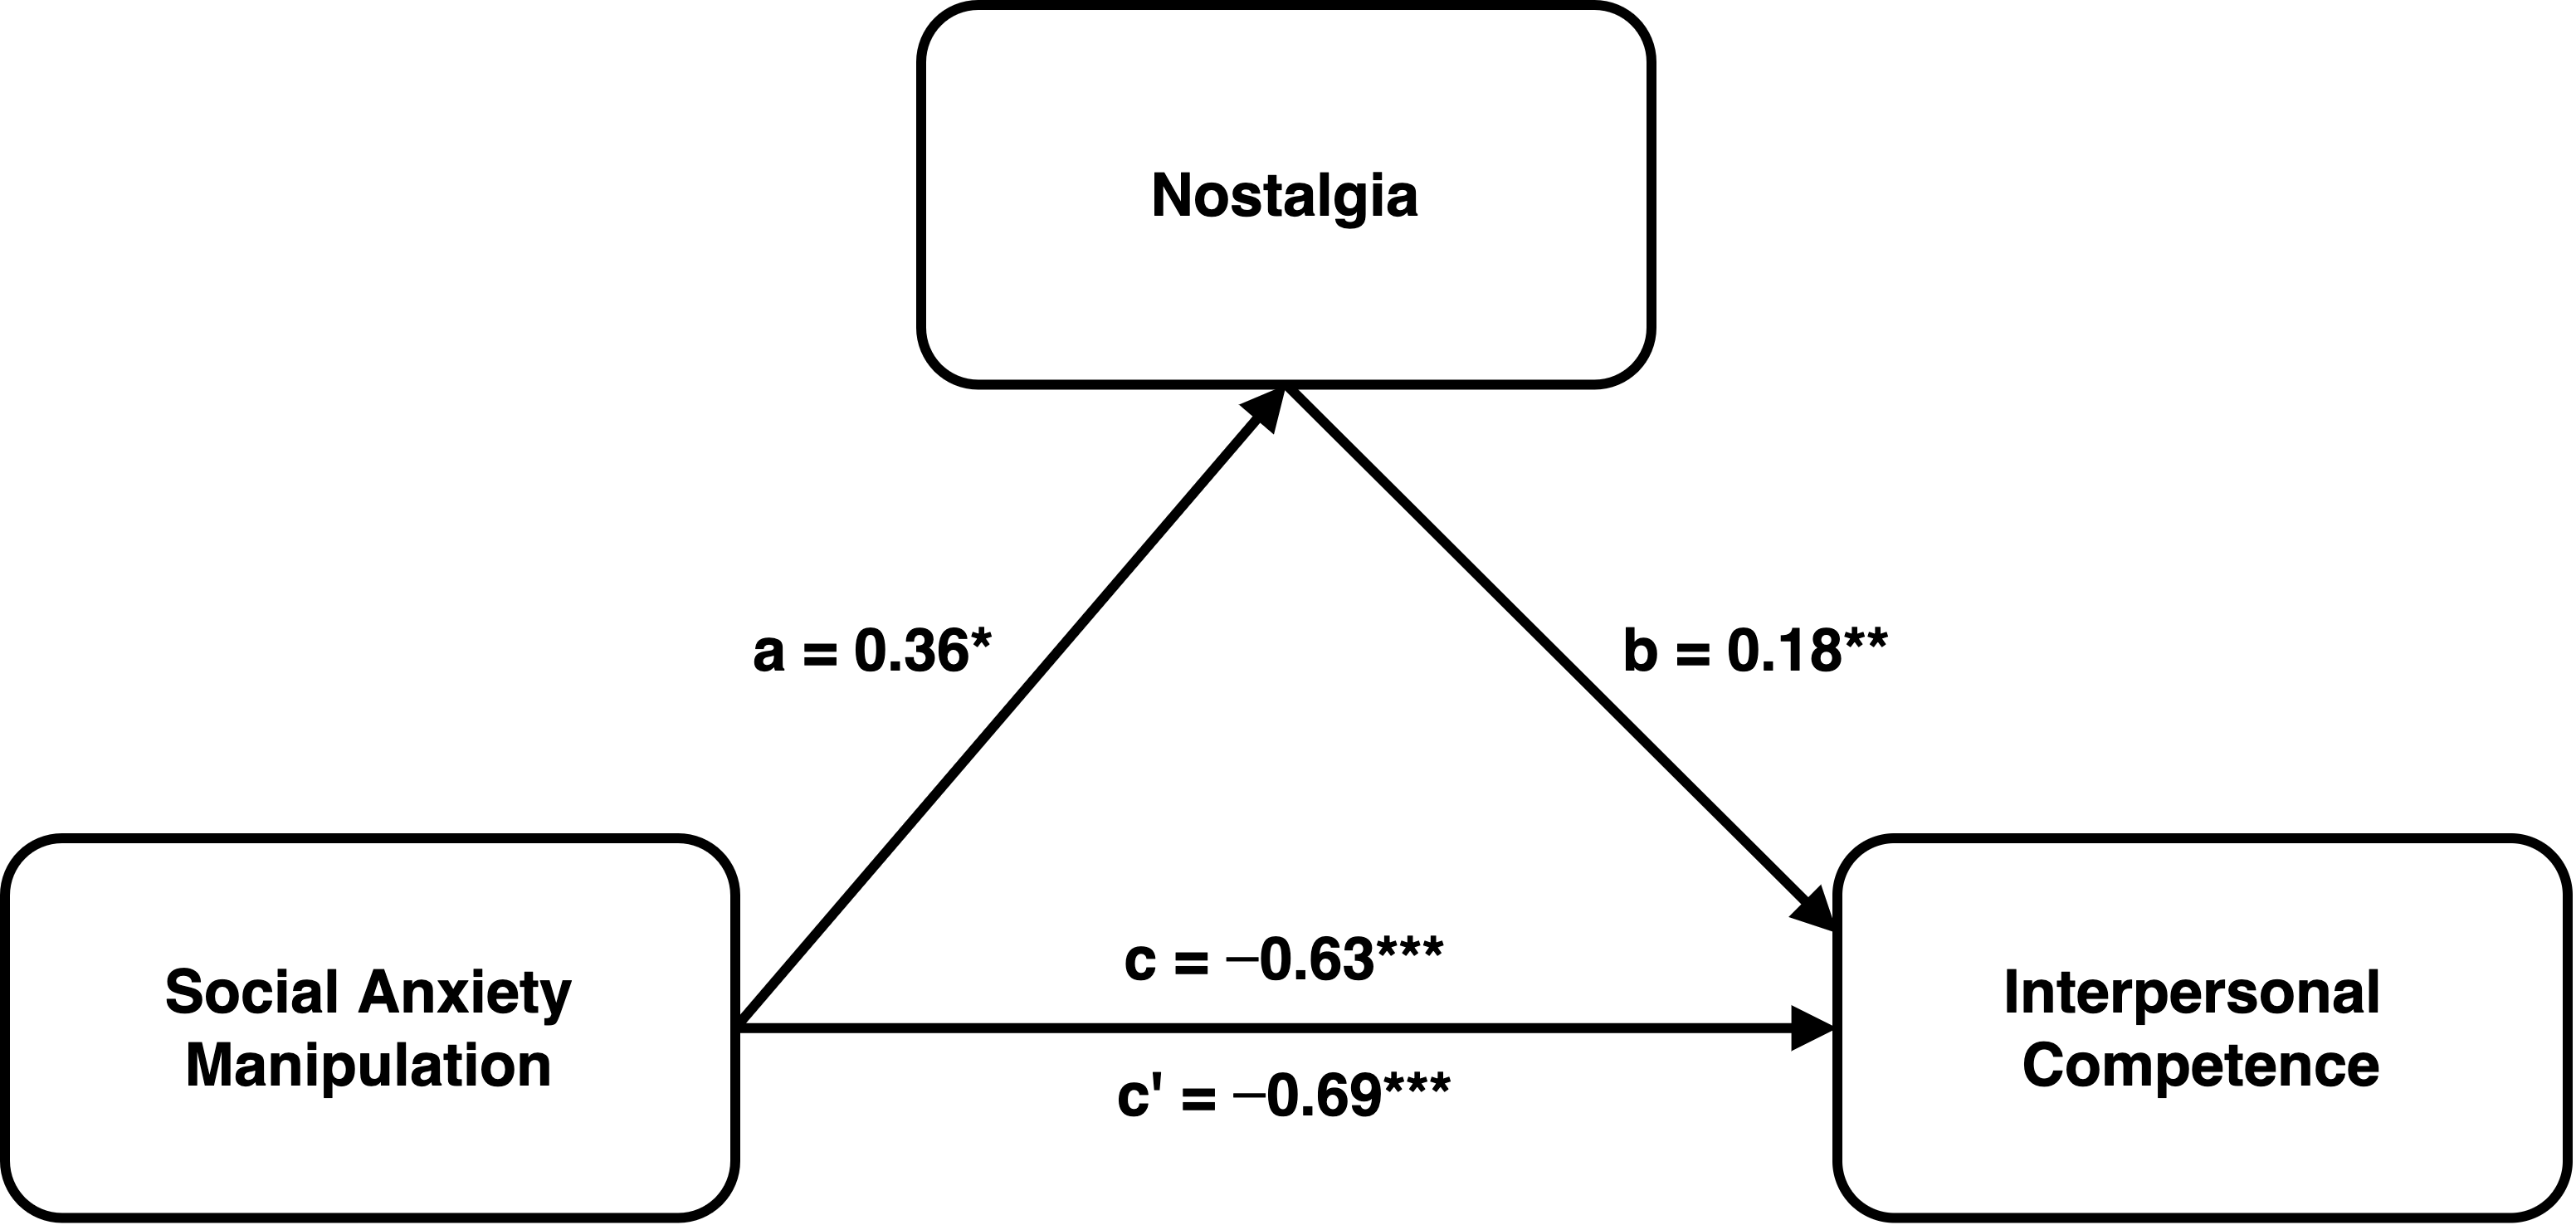 Nostalgia
a = 0.36*
b = 0.18**
c = –0.63***
Social Anxiety
Manipulation
Interpersonal
Competence
c' = –0.69***